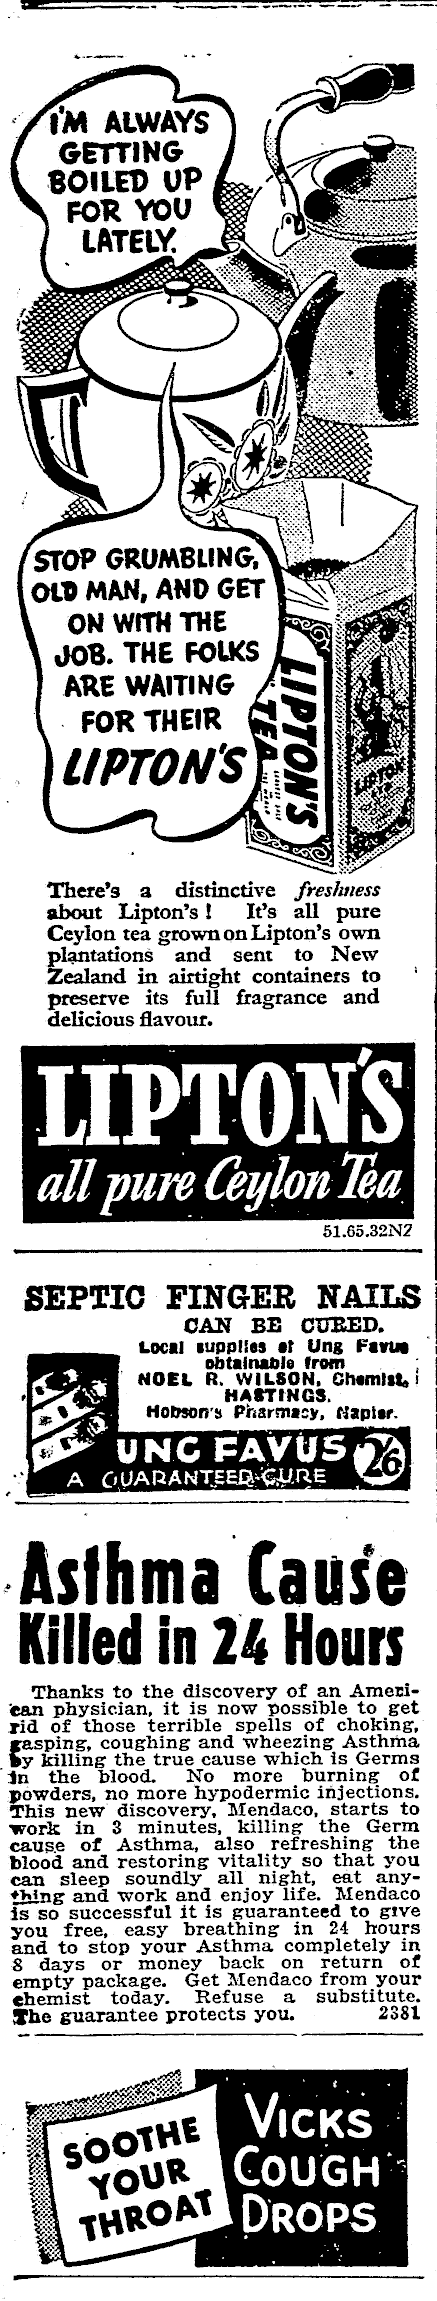 I'M ALWAYS
GETTING
BOILED UP
FOR YOU
LATELY.
STOP GRUMBLING,
OLD MAN, AND GET
ON WITH THE
JOB. THE FOLKS
ARE WAITING
FOR THEIR
LIPTON'S
LIPTON'S
TEA
LIPTON
There's a distinctive freshness
about Lipton's! It's all pure
Ceylon tea grown on Lipton's own
plantations and sent to New
Zealand in airtight containers to
preserve its full fragrance and
delicious flavour.
LIPTON'S
all pure Ceylon Tea
51.65.32NZ
SEPTIC FINGER NAILS
CAN BE CURED.
Local supplies of Ung Favus
obtainable from
NOEL R. WILSON, Chemist,
HASTINGS.
Hobson's Pharmacy, Napier.
UNG FAVUS 2/6
A GUARANTEED CURE
Asthma Cause
Killed in 24 Hours
Thanks to the discovery of an Ameri-
can physician, it is now possible to get
rid of those terrible spells of choking,
gasping, coughing and wheezing Asthma
by killing the true cause which is Germs
in the blood. No more burning of
powders, no more hypodermic injections.
This new discovery, Mendaco, starts to
work in 3 minutes, killing the Germ
cause of Asthma, also refreshing the
blood and restoring vitality so that you
can sleep soundly all night, eat any-
thing and work and enjoy life. Mendaco
is so successful it is guaranteed to give
you free, easy breathing in 24 hours
and to stop your Asthma completely in
8 days or money back on return of
empty package. Get Mendaco from your
chemist today. Refuse a substitute.
The guarantee protects you. 2381
SOOTHE
YOUR
THROAT
VICKS
COUGH
DROPS